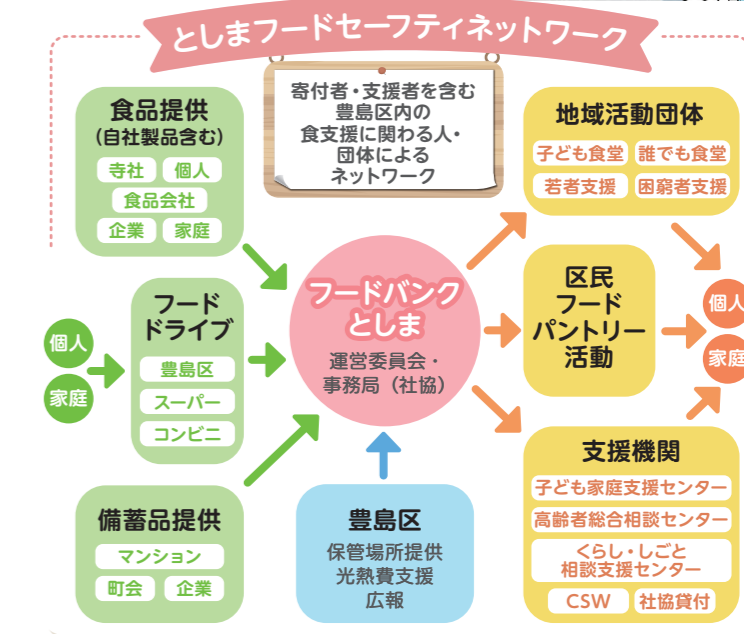 としまフードセーフティネットワーク
寄付者・支援者を含む
豊島区内の
食支援に関わる人・
団体による
ネットワーク
食品提供
(自社製品含む)
寺社 個人
食品会社
企業 家庭
個人
家庭
フード
ドライブ
豊島区
スーパー
コンビニ
備蓄品提供
マンション
町会 企業
フードバンク
としま
運営委員会・
事務局(社協)
豊島区
保管場所提供
光熱費支援
広報
地域活動団体
子ども食堂 誰でも食堂
若者支援 困窮者支援
区民
フード
パントリー
活動
支援機関
子ども家庭支援センター
高齢者総合相談センター
くらし・しごと
相談支援センター
CSW 社協貸付
個人
家庭